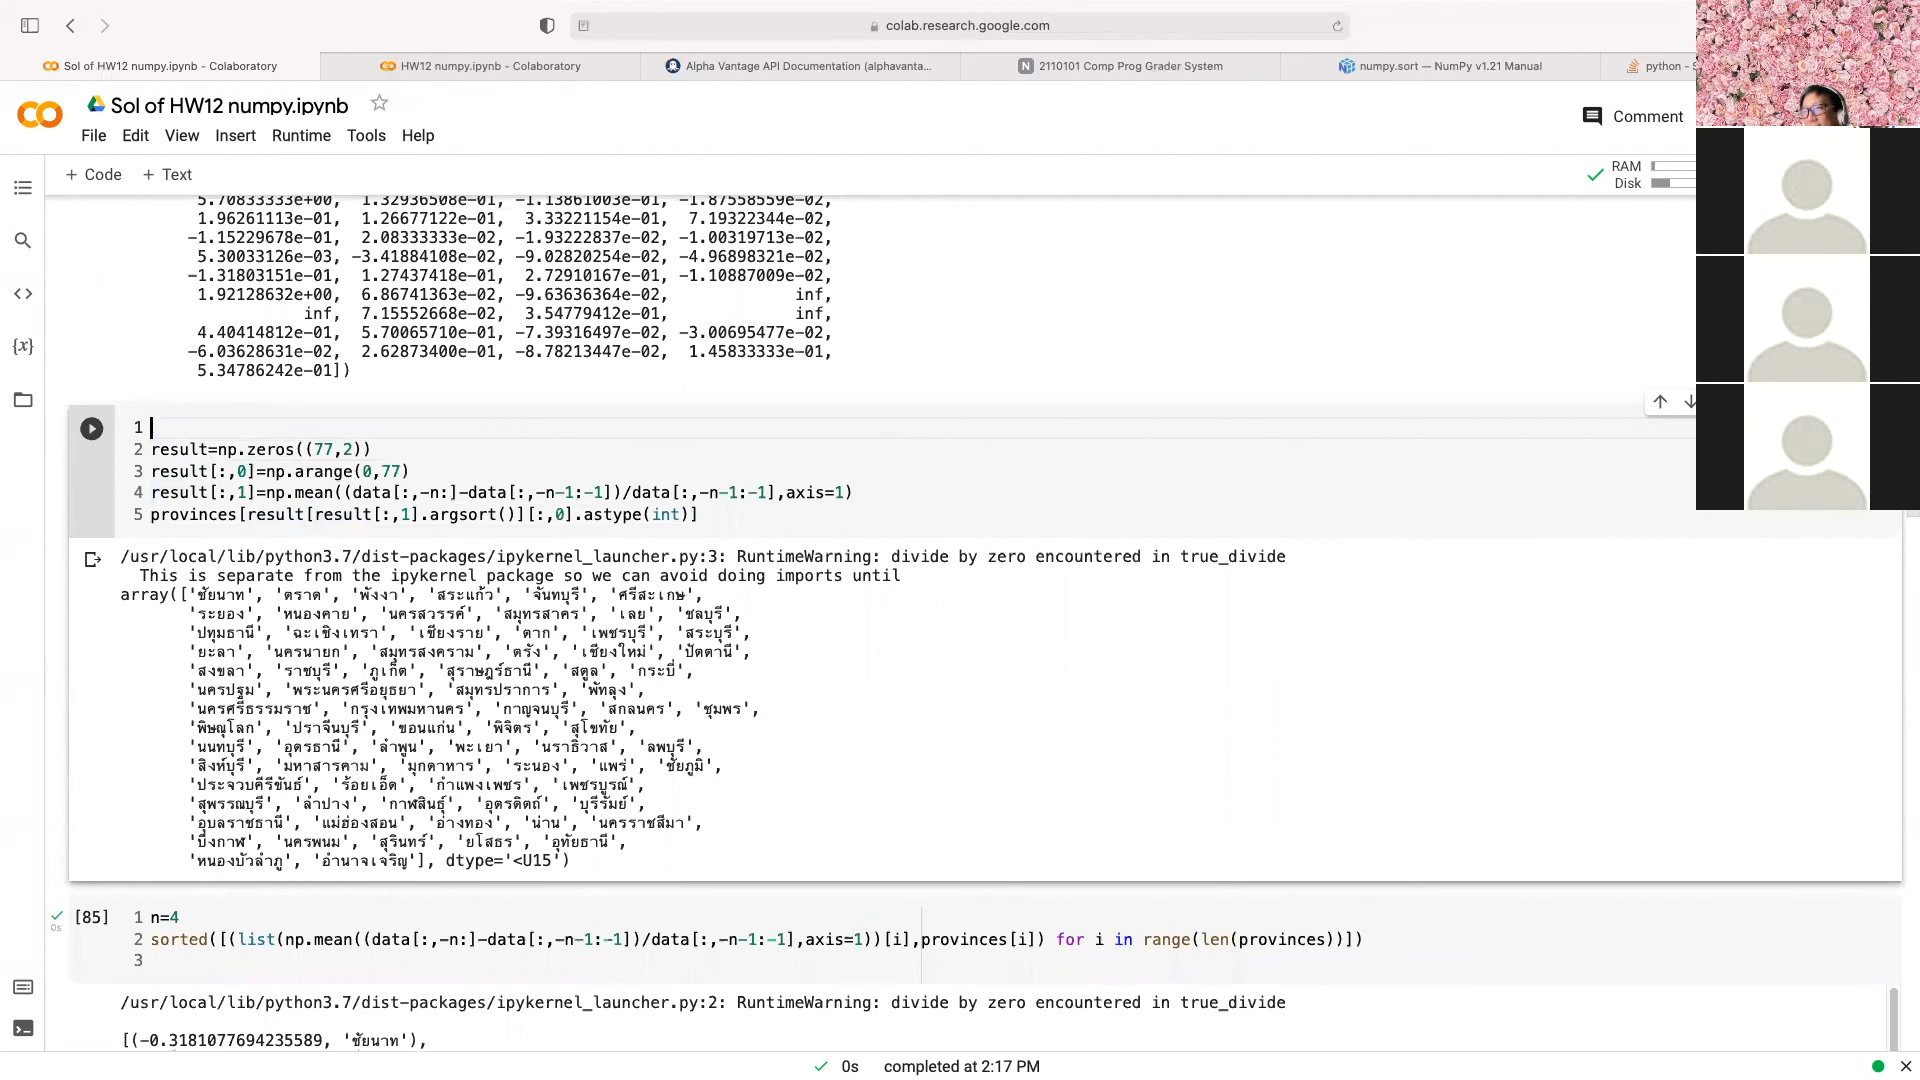 colab.research.google.com
Sol of HW12 numpy.ipynb - Colaboratory
HW12 numpy.ipynb - Colaboratory
Alpha Vantage API Documentation (alphavanta...
2110101 Comp Prog Grader System
numpy.sort — NumPy v1.21 Manual
python - S
Sol of HW12 numpy.ipynb
Comment
File Edit View Insert Runtime Tools Help
+ Code + Text
RAM
Disk
5.70833333e+00, 1.32936508e-01, -1.13861003e-01, -1.87558559e-02,
1.96261113e-01, 1.26677122e-01, 3.33221154e-01, 7.19322344e-02,
-1.15229678e-01, 2.08333333e-02, -1.93222837e-02, -1.00319713e-02,
5.30033126e-03, -3.41884108e-02, -9.02820254e-02, -4.96898321e-02,
-1.31803151e-01, 1.27437418e-01, 2.72910167e-01, -1.10887009e-02,
1.92128632e+00, 6.86741363e-02, -9.63636364e-02, inf,
inf, 7.15552668e-02, 3.54779412e-01, inf,
4.40414812e-01, 5.70065710e-01, -7.39316497e-02, -3.00695477e-02,
-6.03628631e-02, 2.62873400e-01, -8.78213447e-02, 1.45833333e-01,
5.34786242e-01])
1
2 result=np.zeros((77,2))
3 result[:,0]=np.arange(0,77)
4 result[:,1]=np.mean((data[:,-n:]-data[:,-n-1:-1])/data[:,-n-1:-1],axis=1)
5 provinces[result[result[:,1].argsort()][:,0].astype(int)]
/usr/local/lib/python3.7/dist-packages/ipykernel_launcher.py:3: RuntimeWarning: divide by zero encountered in true_divide
This is separate from the ipykernel package so we can avoid doing imports until
array(['ชัยนาท', 'ตราด', 'พังงา', 'สระแก้ว', 'จันทบุรี', 'ศรีสะเกษ',
'ระยอง', 'หนองคาย', 'นครสวรรค์', 'สมุทรสาคร', 'เลย', 'ชลบุรี',
'ปทุมธานี', 'ฉะเชิงเทรา', 'เชียงราย', 'ตาก', 'เพชรบุรี', 'สระบุรี',
'ยะลา', 'นครนายก', 'สมุทรสงคราม', 'ตรัง', 'เชียงใหม่', 'ปัตตานี',
'สงขลา', 'ราชบุรี', 'ภูเก็ต', 'สุราษฎร์ธานี', 'สตูล', 'กระบี่',
'นครปฐม', 'พระนครศรีอยุธยา', 'สมุทรปราการ', 'พัทลุง',
'นครศรีธรรมราช', 'กรุงเทพมหานคร', 'กาญจนบุรี', 'สกลนคร', 'ชุมพร',
'พิษณุโลก', 'ปราจีนบุรี', 'ขอนแก่น', 'พิจิตร', 'สุโขทัย',
'นนทบุรี', 'อุดรธานี', 'ลำพูน', 'พะเยา', 'นราธิวาส', 'ลพบุรี',
'สิงห์บุรี', 'มหาสารคาม', 'มุกดาหาร', 'ระนอง', 'แพร่', 'ชัยภูมิ',
'ประจวบคีรีขันธ์', 'ร้อยเอ็ด', 'กำแพงเพชร', 'เพชรบูรณ์',
'สุพรรณบุรี', 'ลำปาง', 'กาฬสินธุ์', 'อุตรดิตถ์', 'บุรีรัมย์',
'อุบลราชธานี', 'แม่ฮ่องสอน', 'อ่างทอง', 'น่าน', 'นครราชสีมา',
'บึงกาฬ', 'นครพนม', 'สุรินทร์', 'ยโสธร', 'อุทัยธานี',
'หนองบัวลำภู', 'อำนาจเจริญ'], dtype='<U15')
[85] 1 n=4
2 sorted([(list(np.mean((data[:,-n:]-data[:,-n-1:-1])/data[:,-n-1:-1],axis=1))[i],provinces[i]) for i in range(len(provinces))])
3
0s
/usr/local/lib/python3.7/dist-packages/ipykernel_launcher.py:2: RuntimeWarning: divide by zero encountered in true_divide
[(-0.3181077694235589, 'ชัยนาท'),
0s completed at 2:17 PM